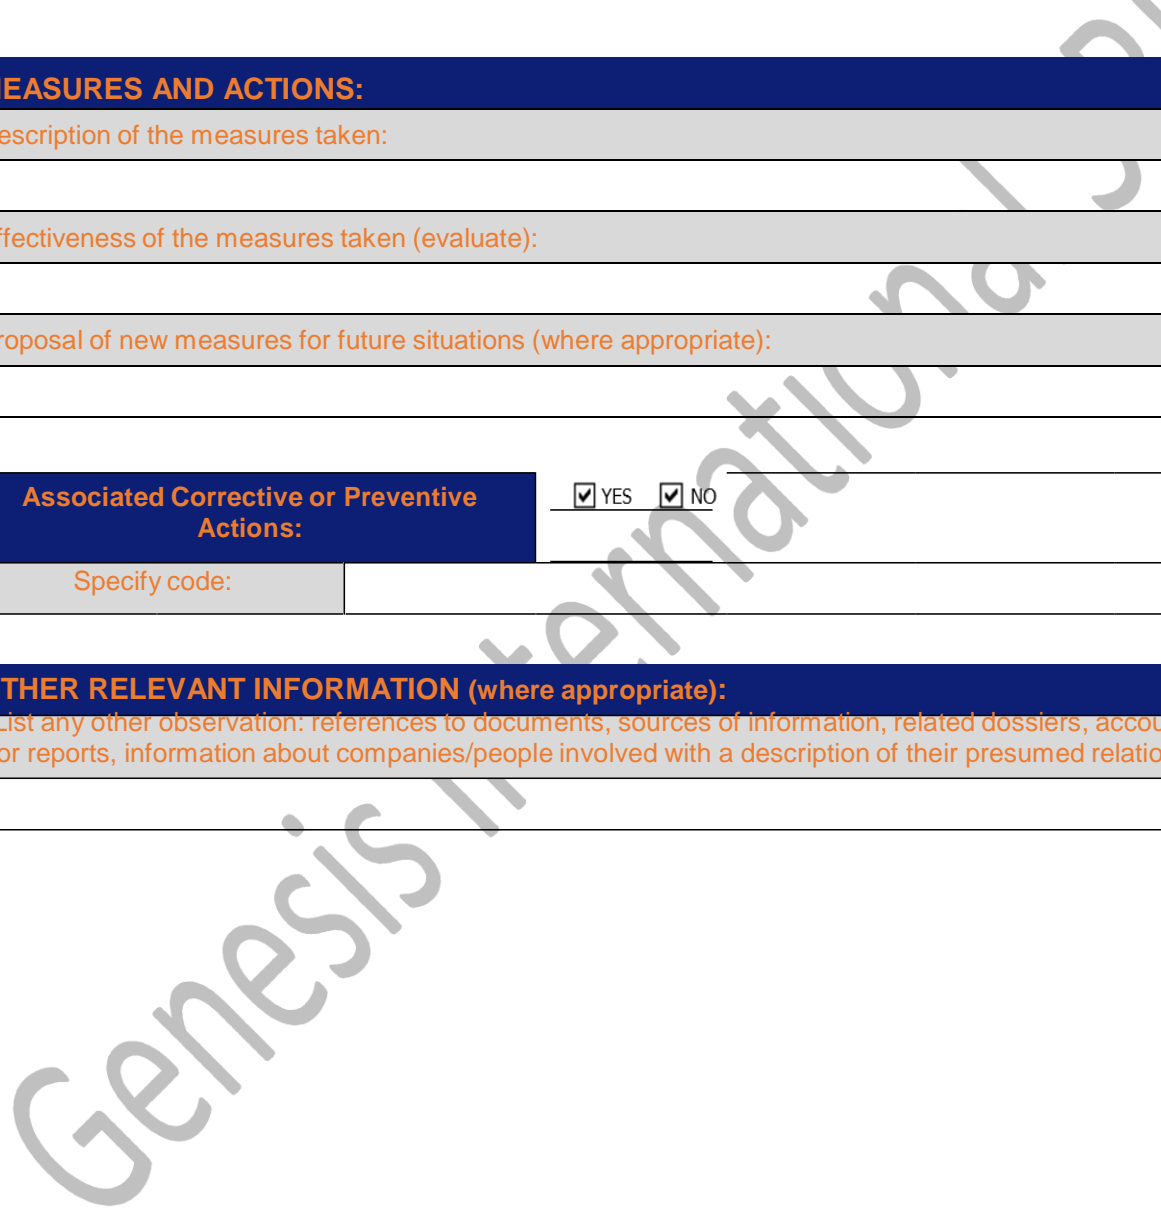 EASURES AND ACTIONS:
escription of the measures taken:
ffectiveness of the measures taken (evaluate):
roposal of new measures for future situations (where appropriate):
Associated Corrective or Preventive
Actions:
YES NO
Specify code:
THER RELEVANT INFORMATION (where appropriate):
List any other observation: references to documents, sources of information, related dossiers, accou
or reports, information about companies/people involved with a description of their presumed relatio
Genesis International